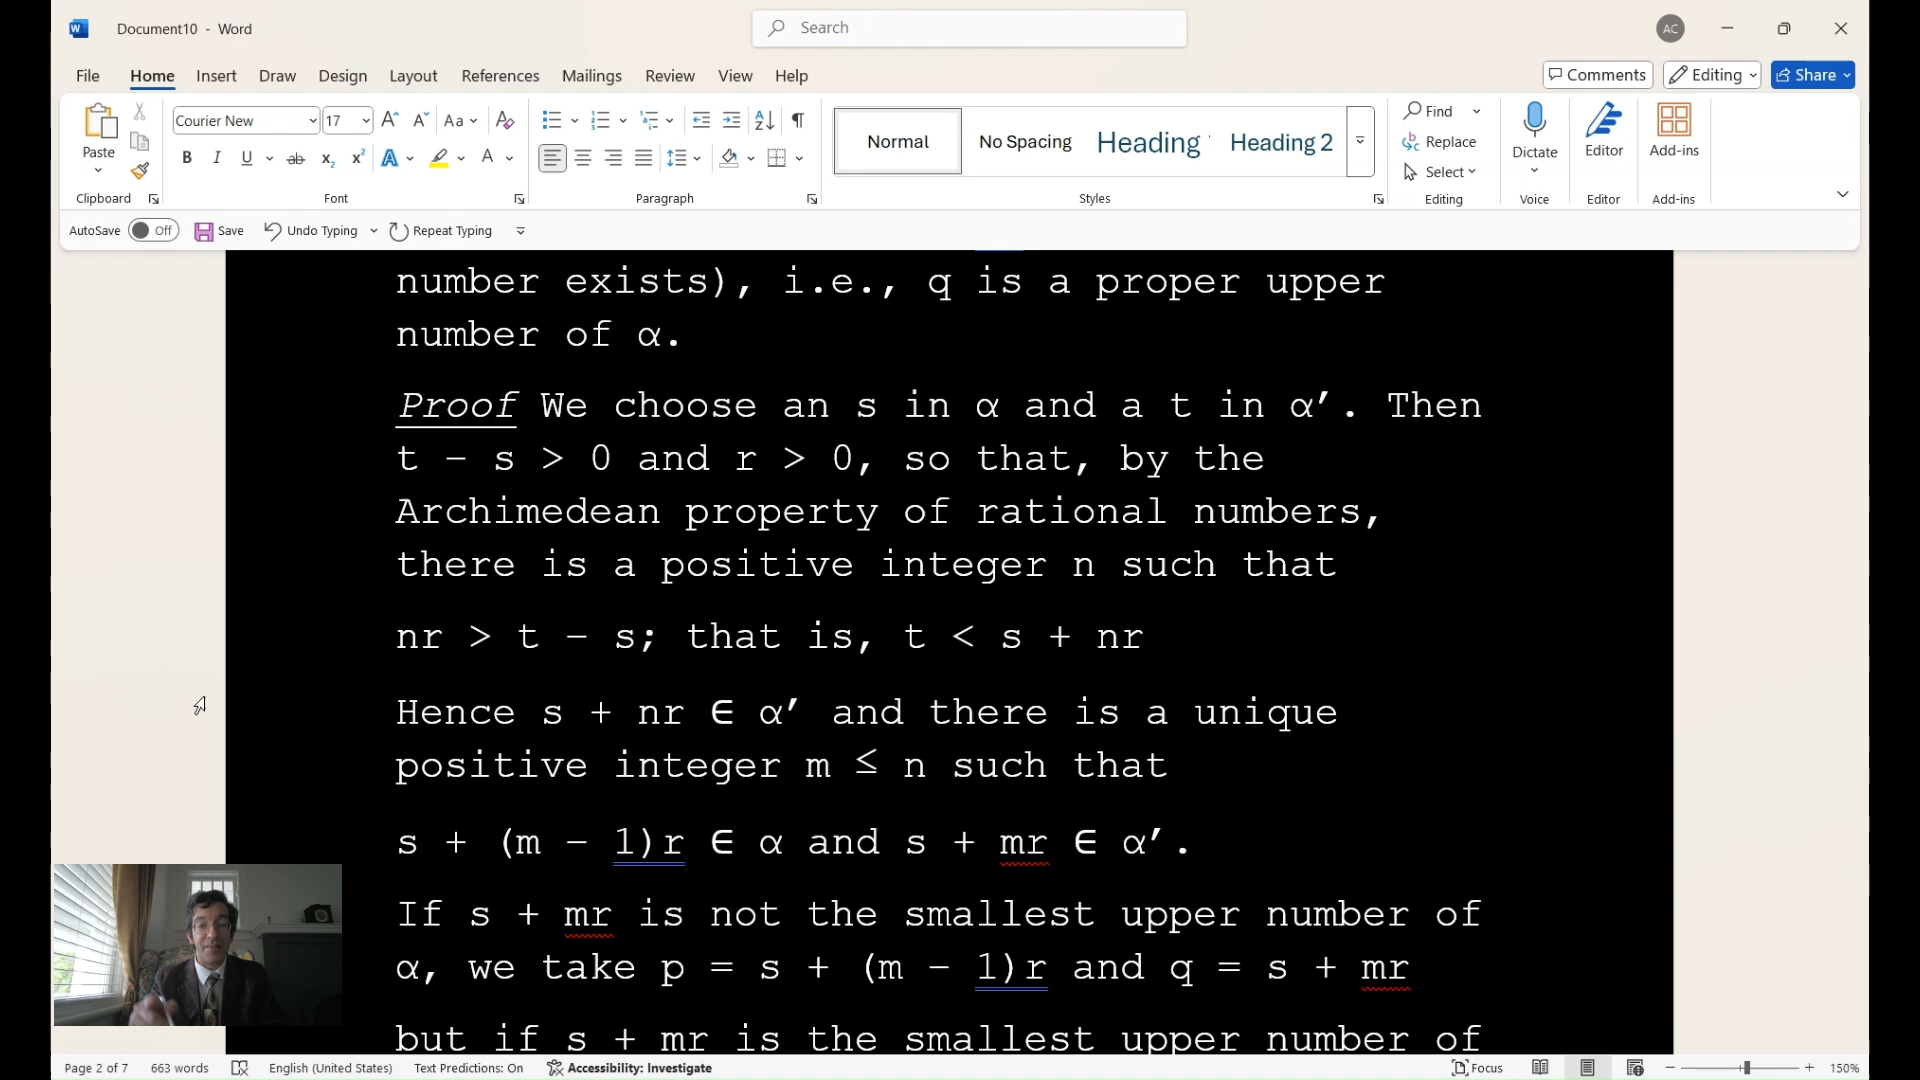 Document10 - Word
Search
AC
File Home Insert Draw Design Layout References Mailings Review View Help
Comments Editing Share
Courier New 17
Aa
Paste
B I U ab x₂ x² A A
Normal No Spacing Heading Heading 2
Find
Replace
Select
Dictate
Editor
Add-ins
Clipboard Font Paragraph Styles Editing Voice Editor Add-ins
AutoSave Off Save Undo Typing Repeat Typing
number exists), i.e., q is a proper upper
number of α.
Proof We choose an s in α and a t in α′. Then
t − s > 0 and r > 0, so that, by the
Archimedean property of rational numbers,
there is a positive integer n such that
nr > t − s; that is, t < s + nr
Hence s + nr ∈ α′ and there is a unique
positive integer m ≤ n such that
s + (m − 1)r ∈ α and s + mr ∈ α′.
If s + mr is not the smallest upper number of
α, we take p = s + (m − 1)r and q = s + mr
but if s + mr is the smallest upper number of
Page 2 of 7 663 words English (United States) Text Predictions: On Accessibility: Investigate Focus 150%